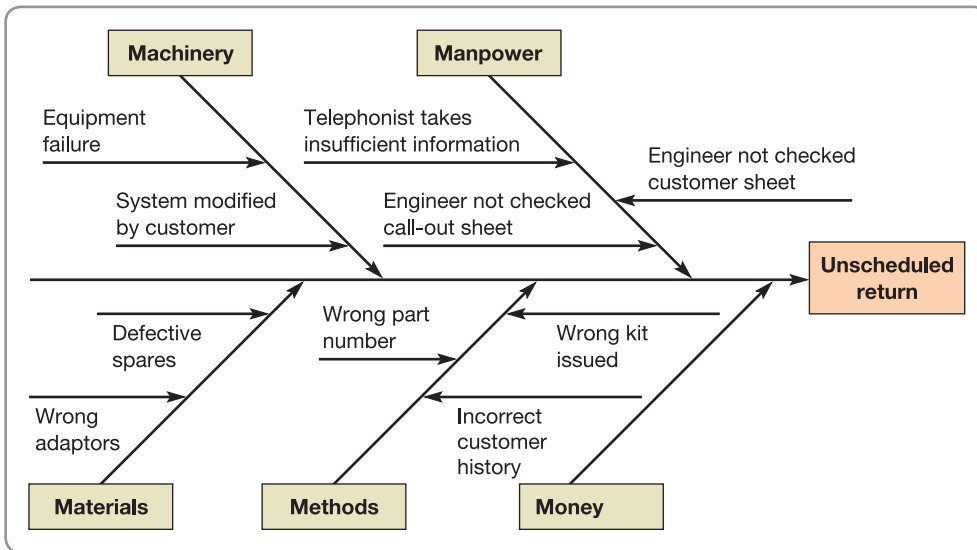 Machinery
Manpower
Equipment
failure
Telephonist takes
insufficient information
Engineer not checked
customer sheet
System modified
by customer
Engineer not checked
call-out sheet
Unscheduled
return
Defective
spares
Wrong part
number
Wrong kit
issued
Wrong
adaptors
Incorrect
customer
history
Materials
Methods
Money